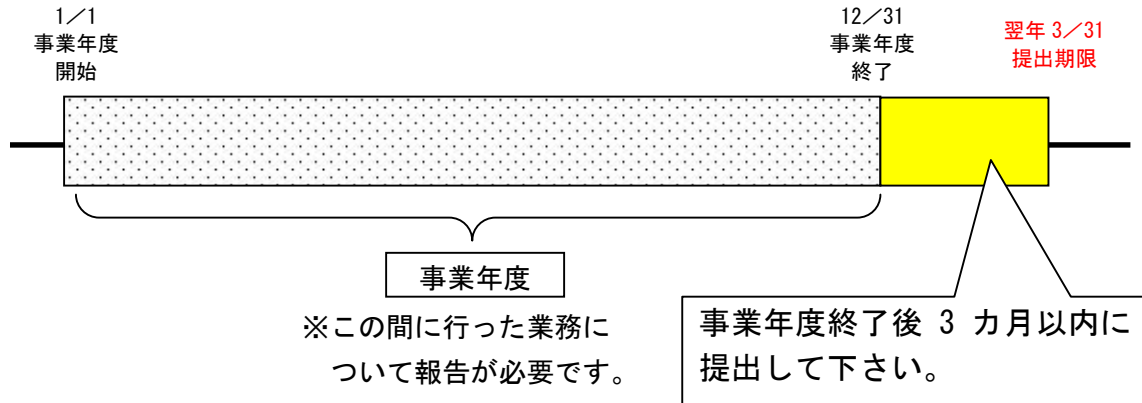 1/1
事業年度
開始
12/31
事業年度
終了
翌年 3/31
提出期限
事業年度
※この間に行った業務に
ついて報告が必要です。
事業年度終了後 3 カ月以内に
提出して下さい。